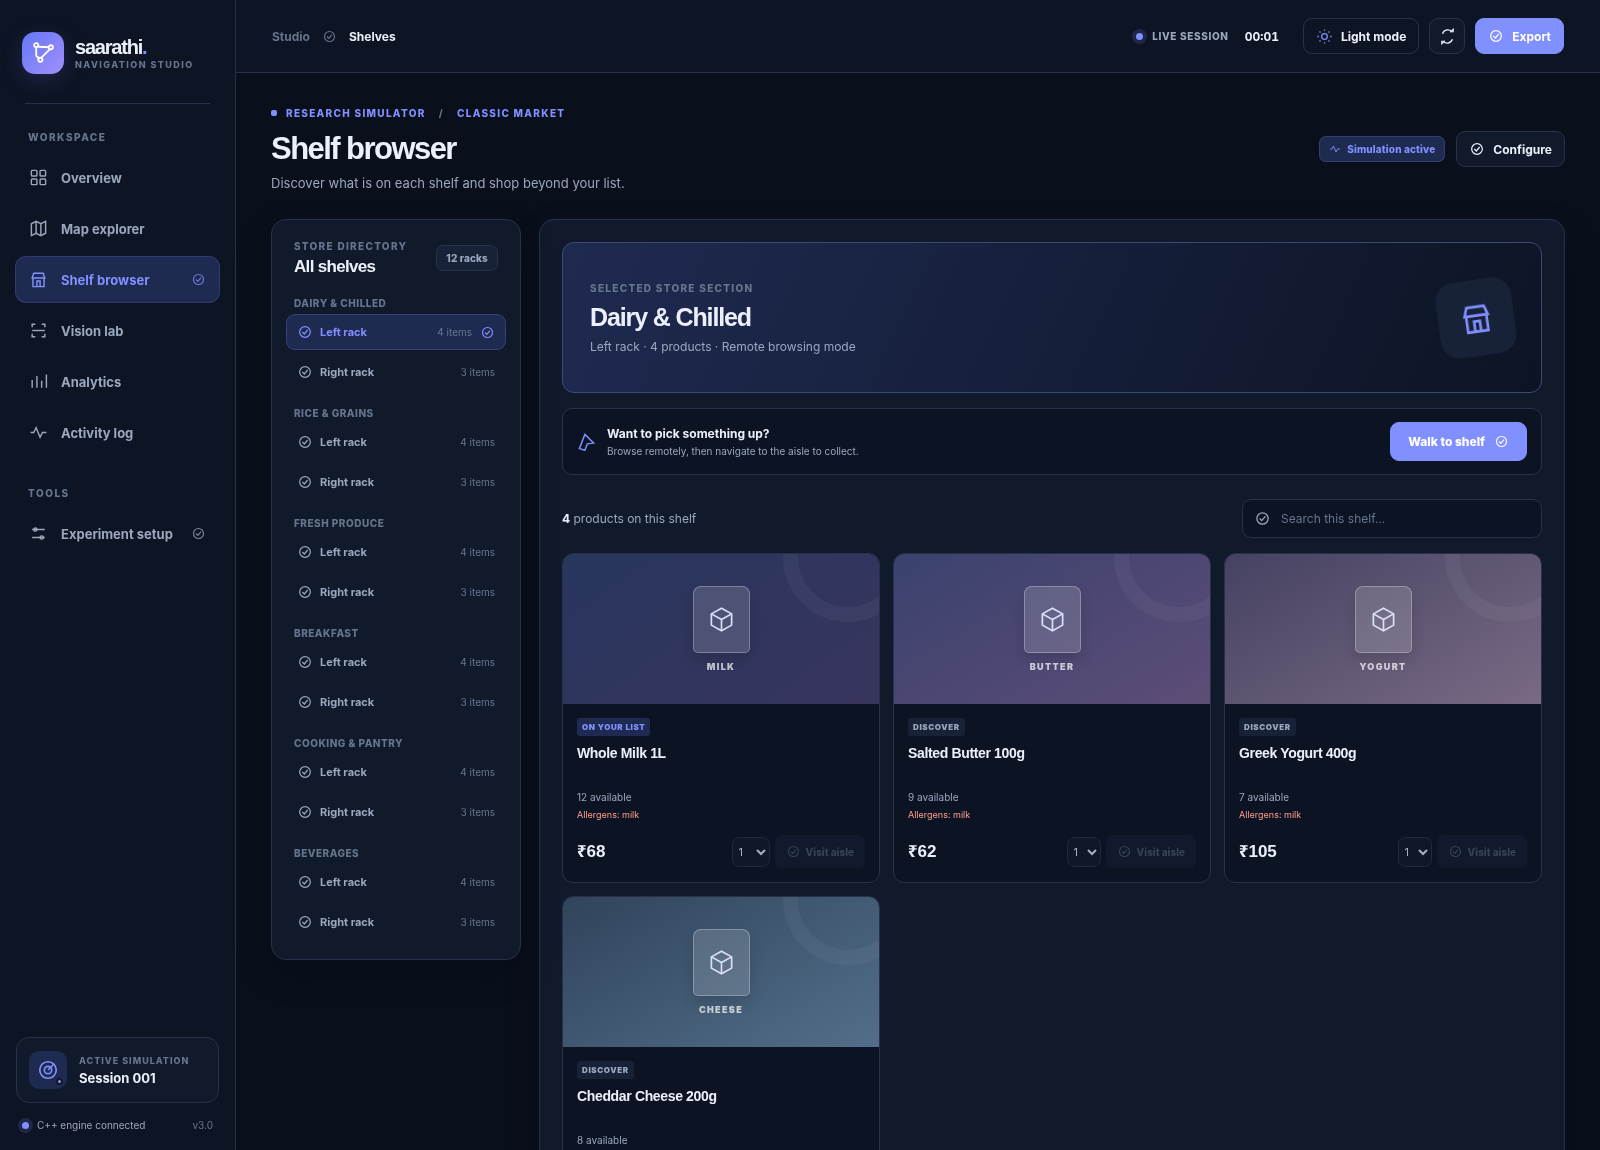 saarathi.
NAVIGATION STUDIO
WORKSPACE
Overview
Map explorer
Shelf browser
Vision lab
Analytics
Activity log
TOOLS
Experiment setup
ACTIVE SIMULATION
Session 001
C++ engine connected v3.0
Studio Shelves
LIVE SESSION 00:01
Light mode
Export
RESEARCH SIMULATOR / CLASSIC MARKET
Shelf browser
Discover what is on each shelf and shop beyond your list.
Simulation active
Configure
STORE DIRECTORY
All shelves
12 racks
DAIRY & CHILLED
Left rack 4 items
Right rack 3 items
RICE & GRAINS
Left rack 4 items
Right rack 3 items
FRESH PRODUCE
Left rack 4 items
Right rack 3 items
BREAKFAST
Left rack 4 items
Right rack 3 items
COOKING & PANTRY
Left rack 4 items
Right rack 3 items
BEVERAGES
Left rack 4 items
Right rack 3 items
SELECTED STORE SECTION
Dairy & Chilled
Left rack · 4 products · Remote browsing mode
Want to pick something up?
Browse remotely, then navigate to the aisle to collect.
Walk to shelf
4 products on this shelf
Search this shelf...
MILK
ON YOUR LIST
Whole Milk 1L
12 available
Allergens: milk
₹68 1 Visit aisle
BUTTER
DISCOVER
Salted Butter 100g
9 available
Allergens: milk
₹62 1 Visit aisle
YOGURT
DISCOVER
Greek Yogurt 400g
7 available
Allergens: milk
₹105 1 Visit aisle
CHEESE
DISCOVER
Cheddar Cheese 200g
8 available